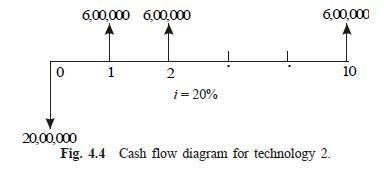 6,00,000 6,00,000 6,00,000
0 1 2 10
i = 20%
20,00,000
Fig. 4.4 Cash flow diagram for technology 2.